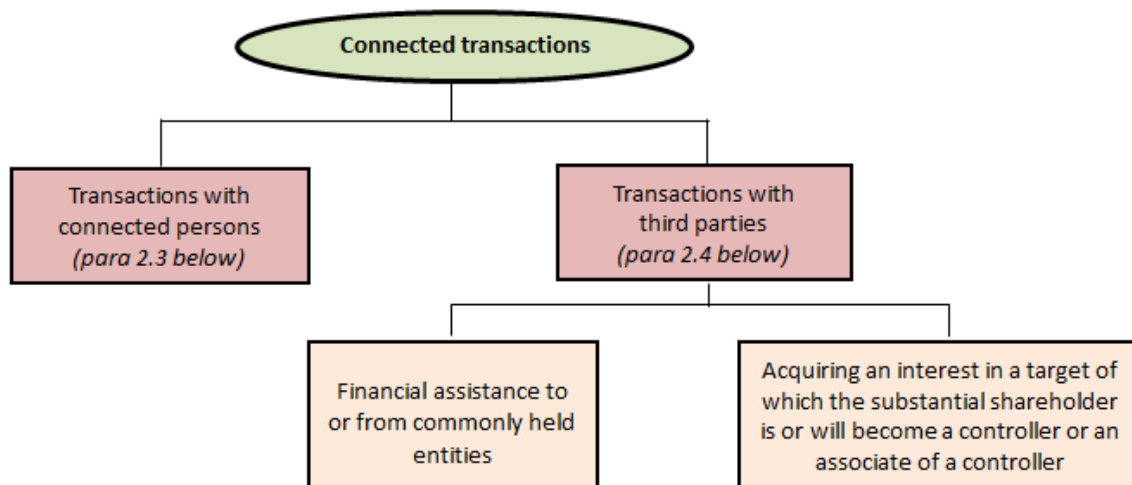 Connected transactions
Transactions with
connected persons
(para 2.3 below)
Transactions with
third parties
(para 2.4 below)
Financial assistance to
or from commonly held
entities
Acquiring an interest in a target of
which the substantial shareholder
is or will become a controller or an
associate of a controller